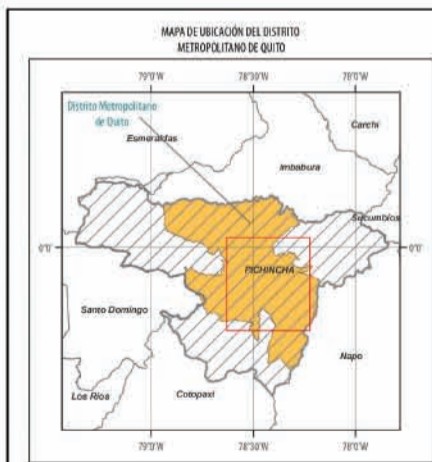 MAPA DE UBICACIÓN DEL DISTRITO
METROPOLITANO DE QUITO
79°0'W 78°30'W 78°0'W
Distrito Metropolitano
de Quito
Carchi
Esmeraldas
Imbabura
Sucumbíos
0°0' 0°0'
PICHINCHA
Santo Domingo
Napo
Los Ríos
Cotopaxi
79°0'W 78°30'W 78°0'W